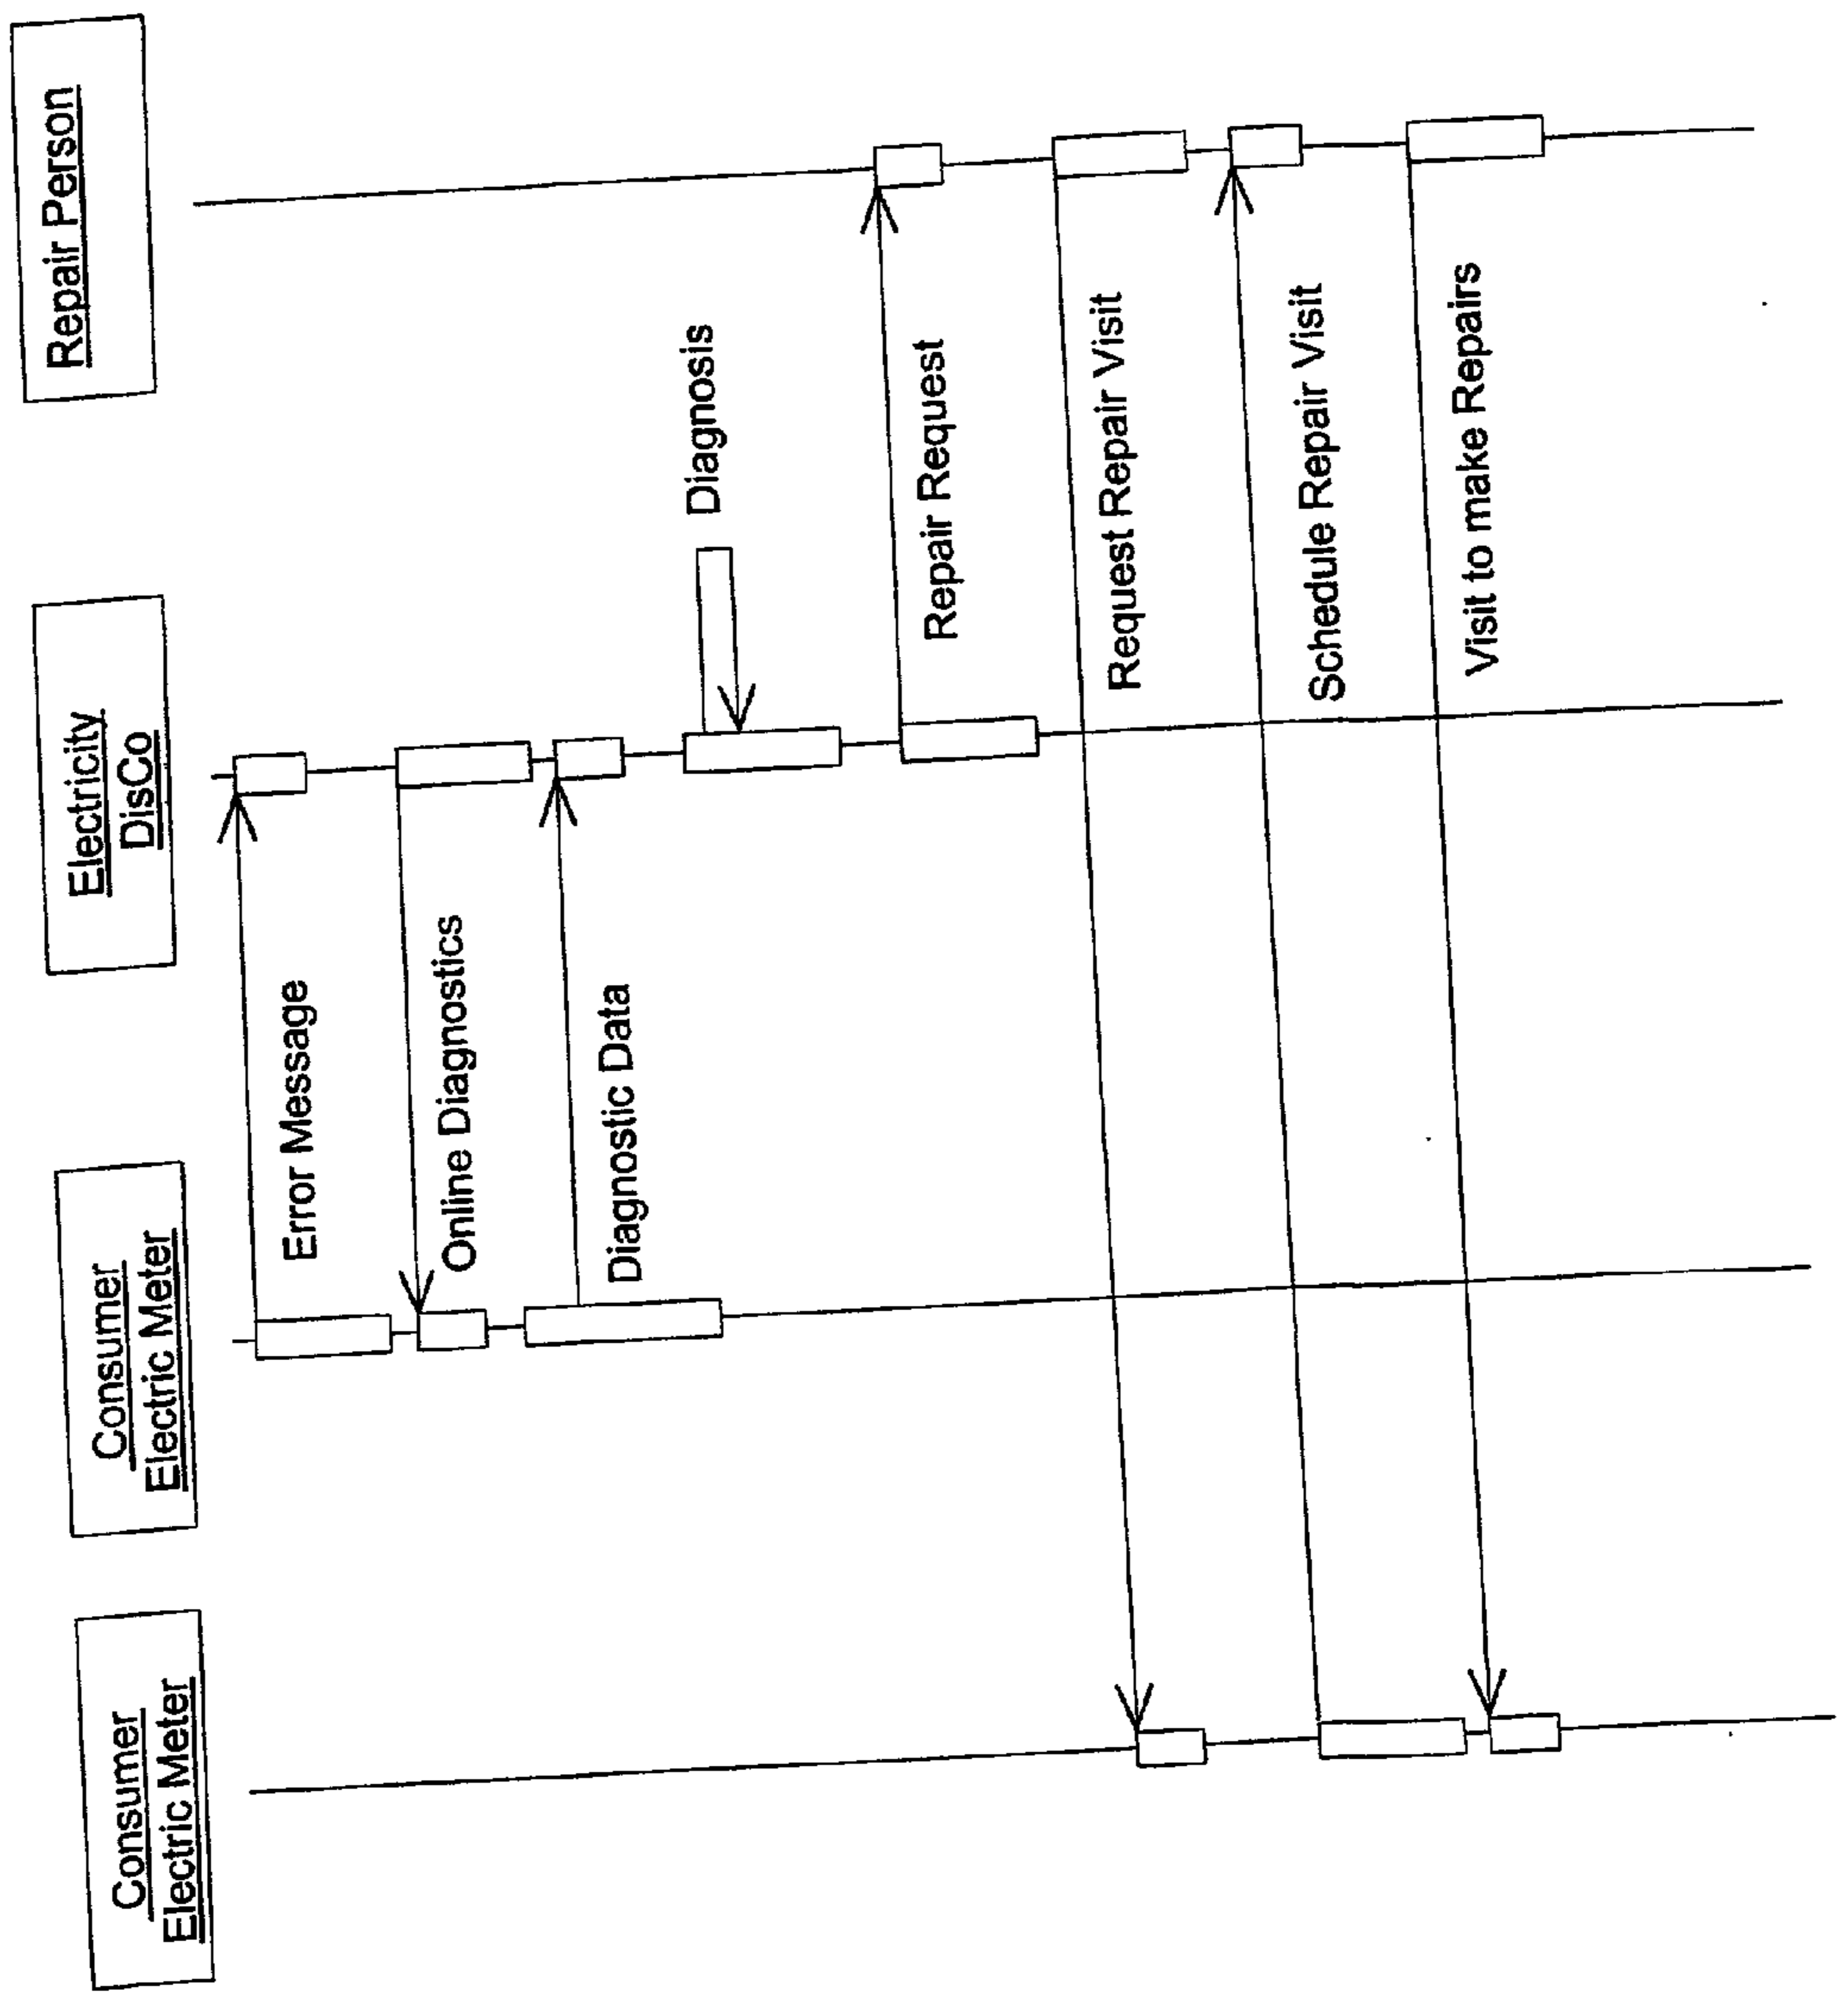 Consumer
Electric Meter
Consumer
Electric Meter
Electricity
DisCo
Repair Person
Error Message
Online Diagnostics
Diagnostic Data
Diagnosis
Repair Request
Request Repair Visit
Schedule Repair Visit
Visit to make Repairs